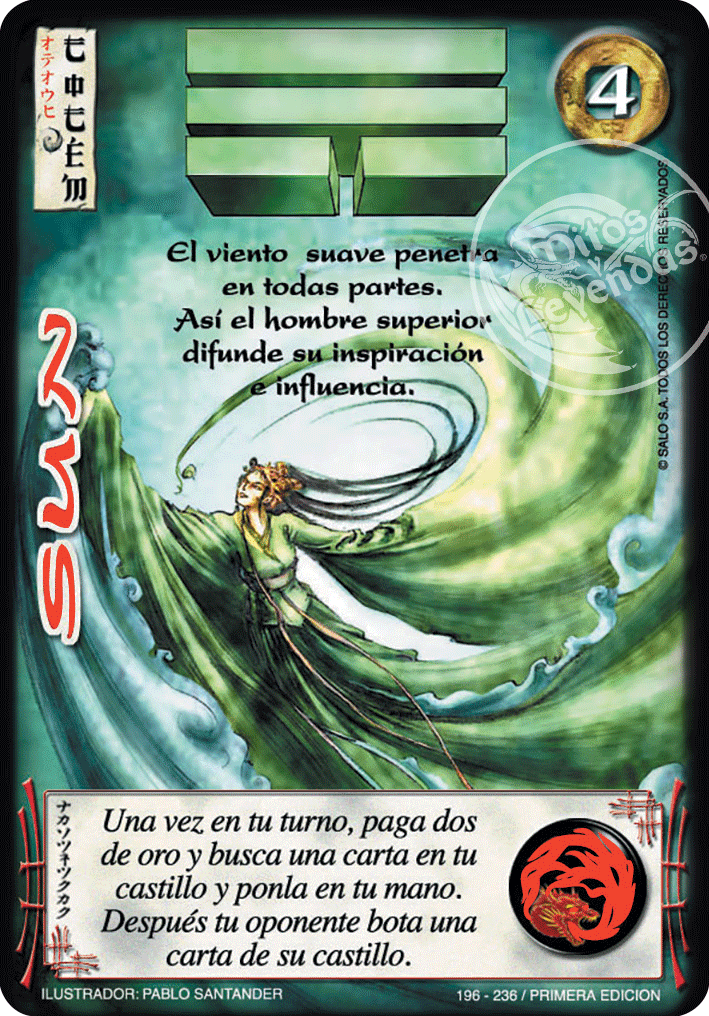 オテオウヒ
4
El viento suave penetra
en todas partes.
Así el hombre superior
difunde su inspiración
e influencia.
Mitos y Leyendas®
© SALO S.A. TODOS LOS DERECHOS RESERVADOS
SUN
ナカソツネツクカク
Una vez en tu turno, paga dos
de oro y busca una carta en tu
castillo y ponla en tu mano.
Después tu oponente bota una
carta de su castillo.
ILUSTRADOR: PABLO SANTANDER
196 - 236 / PRIMERA EDICION